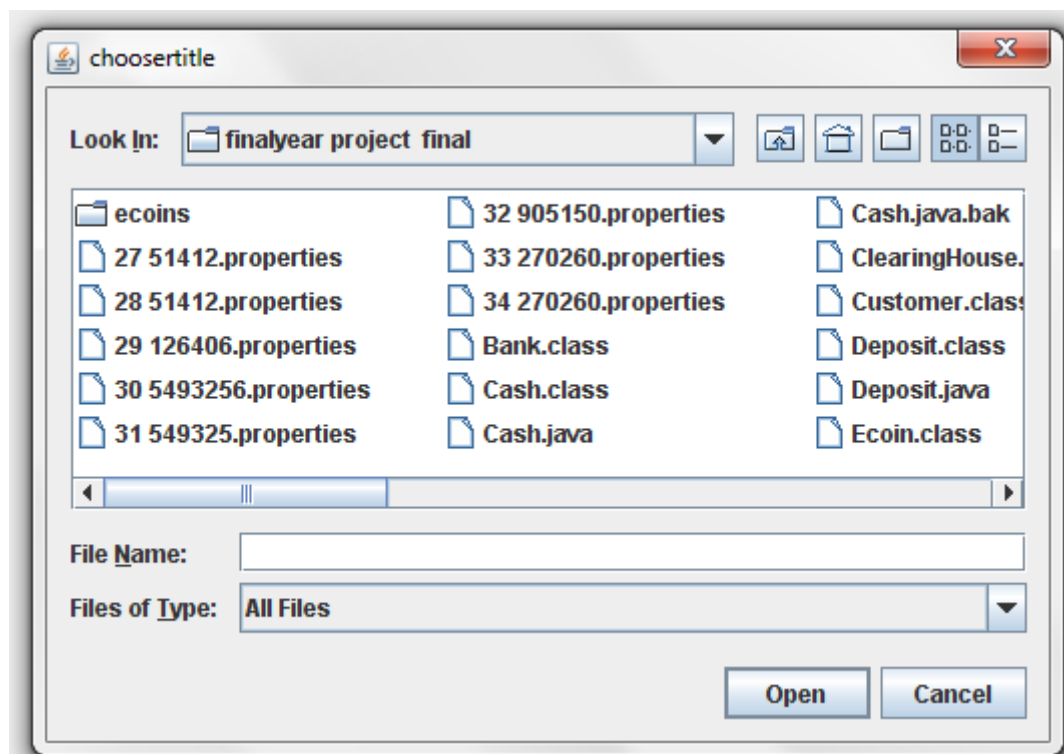 choosertitle
Look In: finalyear project final
ecoins
27 51412.properties
28 51412.properties
29 126406.properties
30 5493256.properties
31 549325.properties
32 905150.properties
33 270260.properties
34 270260.properties
Bank.class
Cash.class
Cash.java
Cash.java.bak
ClearingHouse.
Customer.class
Deposit.class
Deposit.java
Ecoin.class
File Name:
Files of Type: All Files
Open Cancel